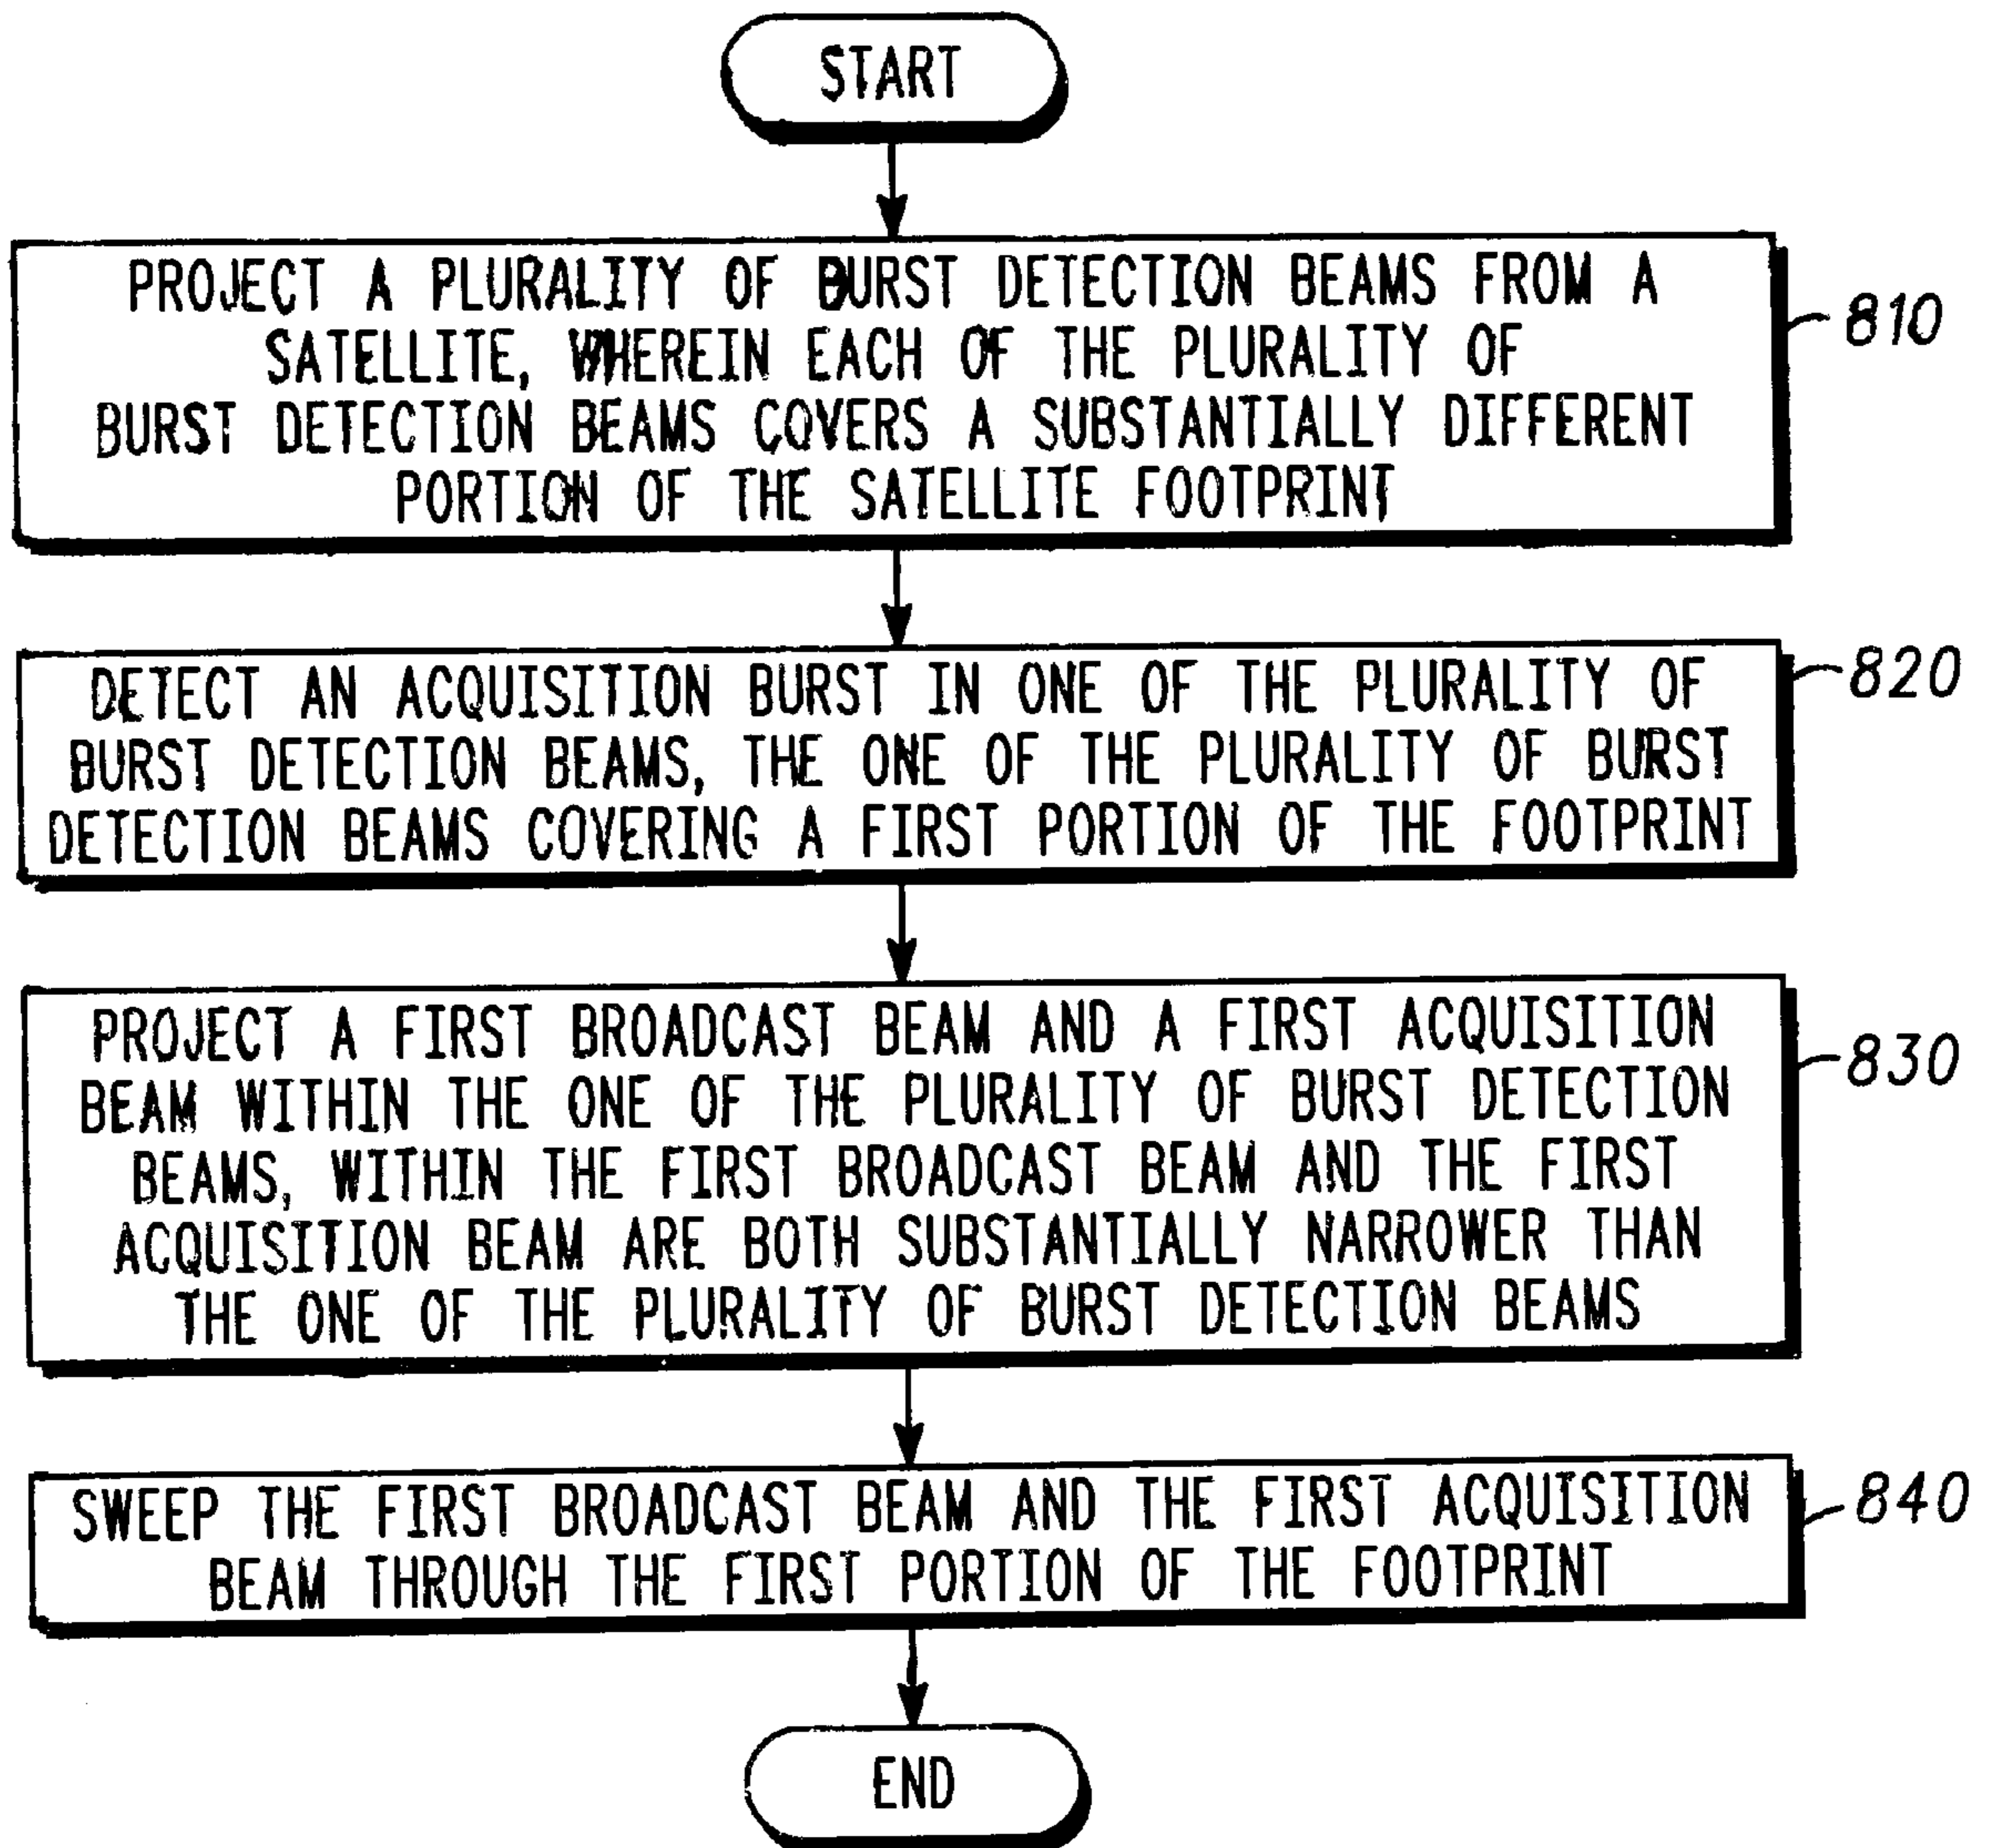 START
PROJECT A PLURALITY OF BURST DETECTION BEAMS FROM A
SATELLITE, WHEREIN EACH OF THE PLURALITY OF
BURST DETECTION BEAMS COVERS A SUBSTANTIALLY DIFFERENT
PORTION OF THE SATELLITE FOOTPRINT
810
DETECT AN ACQUISITION BURST IN ONE OF THE PLURALITY OF
BURST DETECTION BEAMS, THE ONE OF THE PLURALITY OF BURST
DETECTION BEAMS COVERING A FIRST PORTION OF THE FOOTPRINT
820
PROJECT A FIRST BROADCAST BEAM AND A FIRST ACQUISITION
BEAM WITHIN THE ONE OF THE PLURALITY OF BURST DETECTION
BEAMS, WITHIN THE FIRST BROADCAST BEAM AND THE FIRST
ACQUISITION BEAM ARE BOTH SUBSTANTIALLY NARROWER THAN
THE ONE OF THE PLURALITY OF BURST DETECTION BEAMS
830
SWEEP THE FIRST BROADCAST BEAM AND THE FIRST ACQUISITION
BEAM THROUGH THE FIRST PORTION OF THE FOOTPRINT
840
END